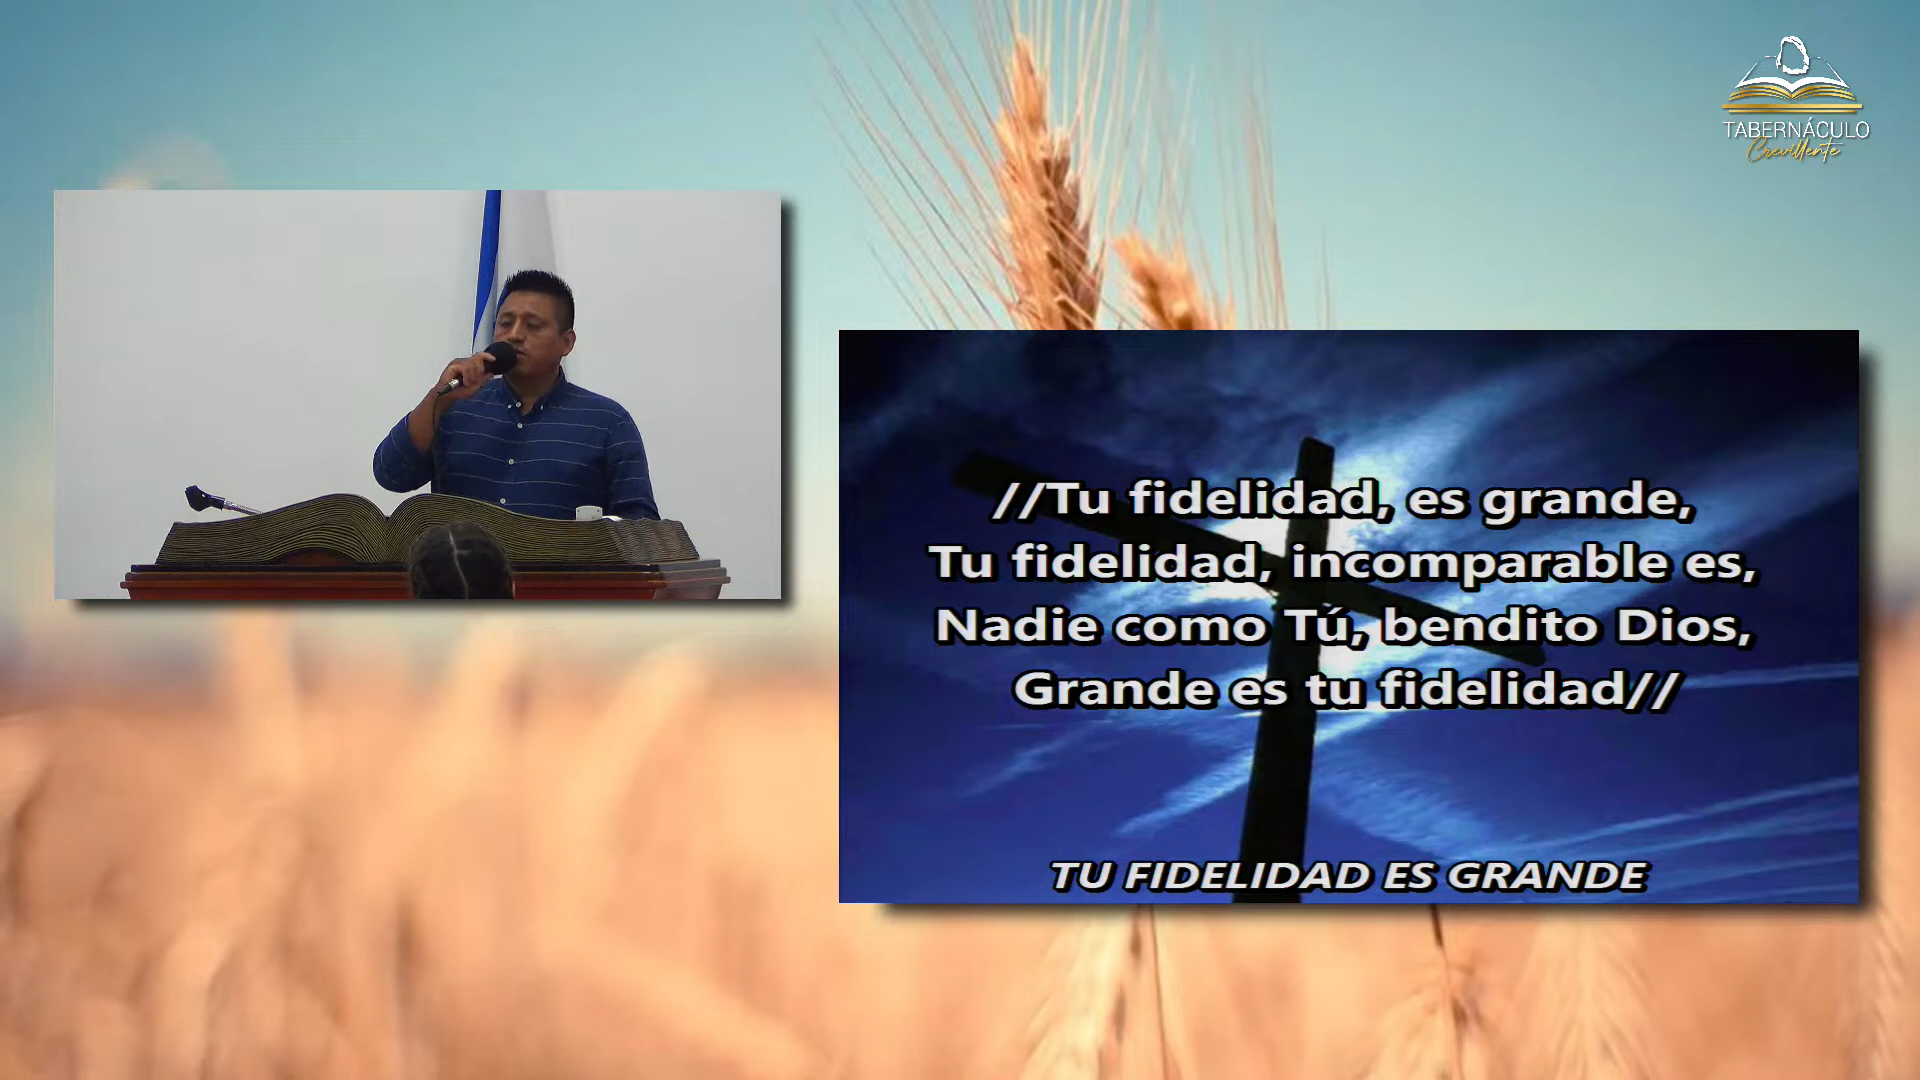 TABERNÁCULO
Crevillente
//Tu fidelidad, es grande,
Tu fidelidad, incomparable es,
Nadie como Tú, bendito Dios,
Grande es tu fidelidad//
TU FIDELIDAD ES GRANDE